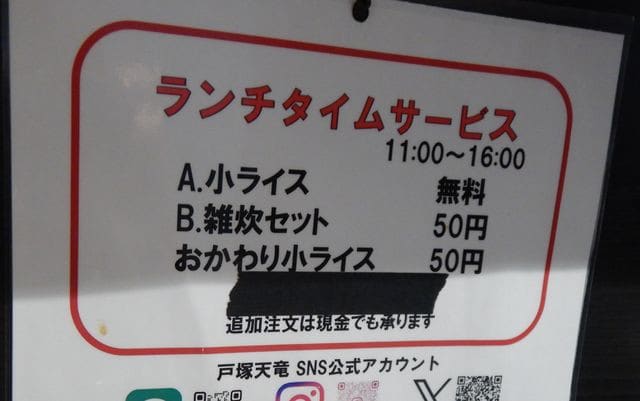 ランチタイムサービス
11:00～16:00
A.小ライス 無料
B.雑炊セット 50円
おかわり小ライス 50円
追加注文は現金でも承ります
戸塚天竜 SNS公式アカウント